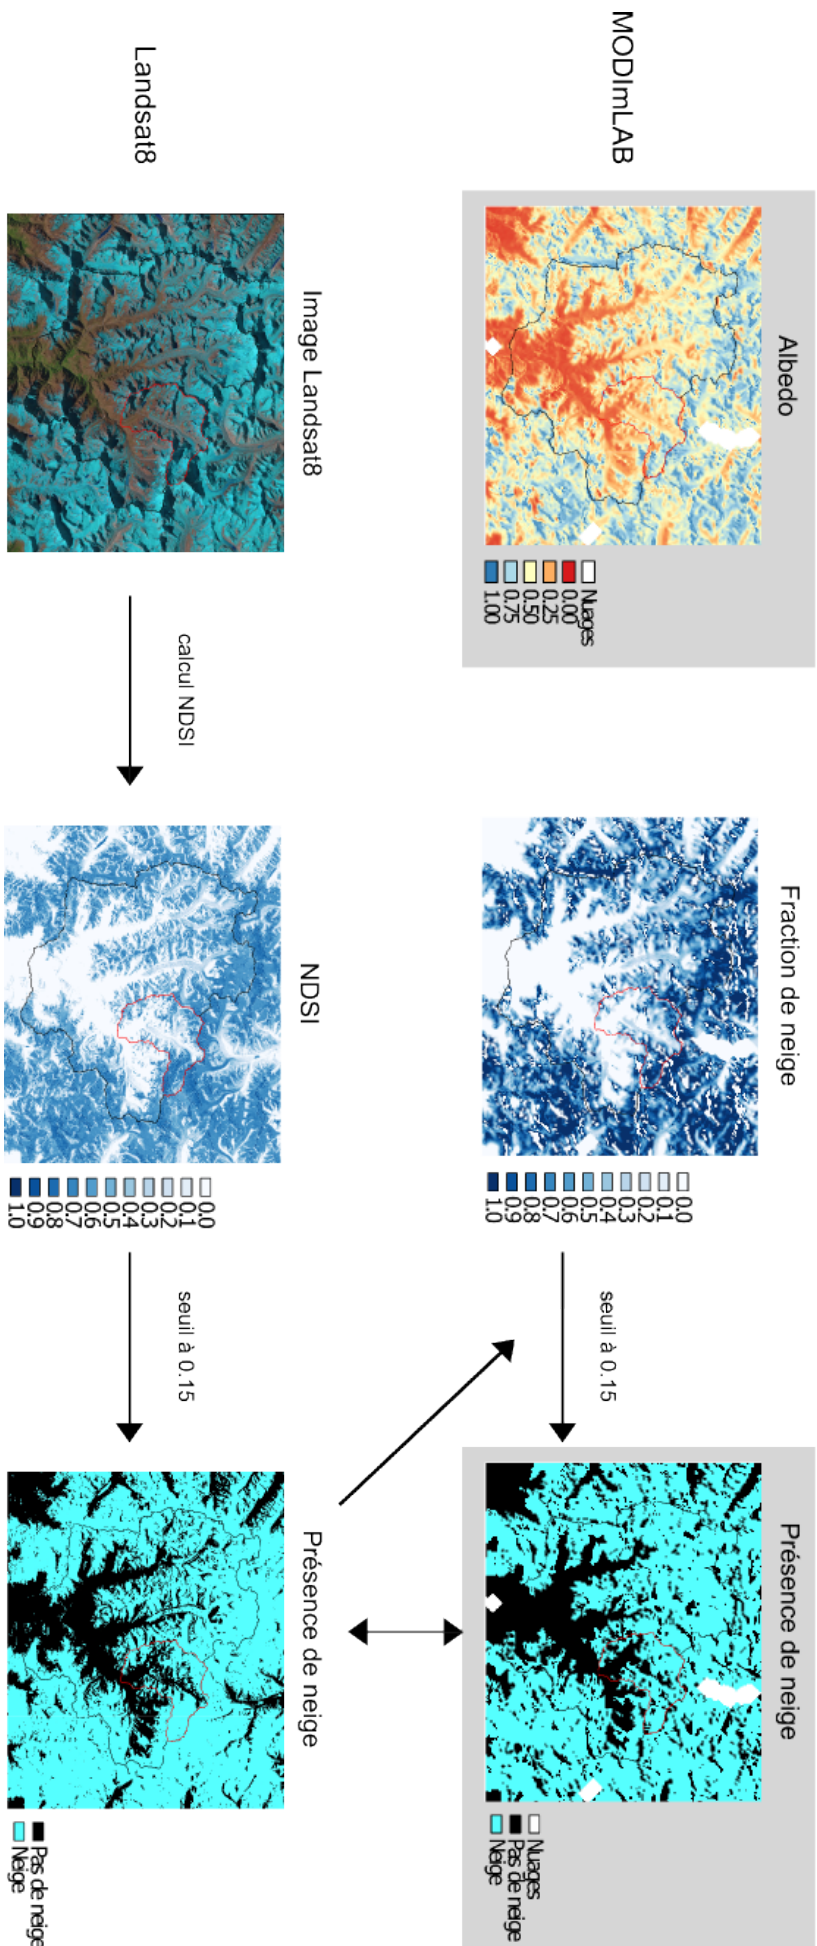 MODImLAB
Albedo
Nuages
0.00
0.25
0.50
0.75
1.00
Fraction de neige
0.0
0.1
0.2
0.3
0.4
0.5
0.6
0.7
0.8
0.9
1.0
seuil à 0.15
Présence de neige
Nuages
Pas de neige
Neige
Landsat8
Image Landsat8
calcul NDSI
NDSI
0.0
0.1
0.2
0.3
0.4
0.5
0.6
0.7
0.8
0.9
1.0
seuil à 0.15
Présence de neige
Pas de neige
Neige